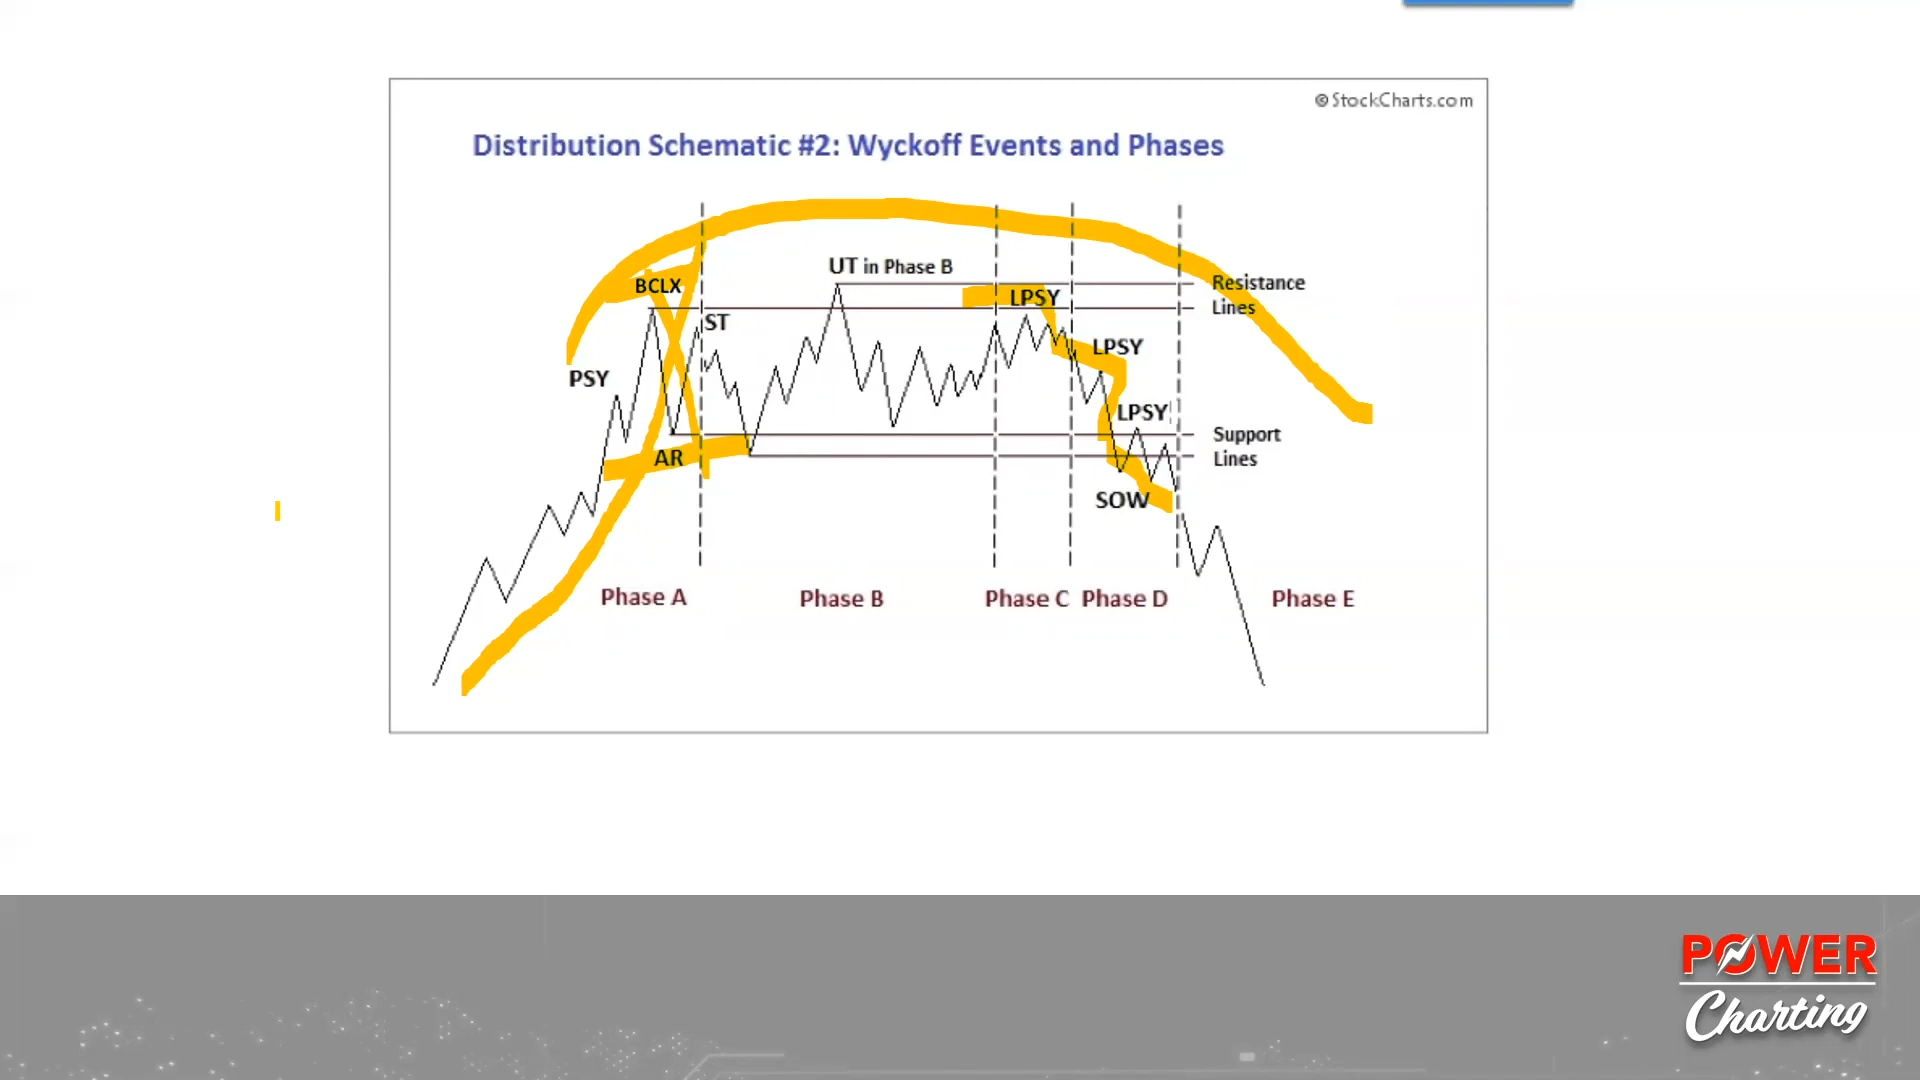 © StockCharts.com
Distribution Schematic #2: Wyckoff Events and Phases
UT in Phase B
Resistance
Lines
BCLX
LPSY
ST
LPSY
PSY
LPSY
Support
Lines
AR
SOW
Phase A
Phase B
Phase C
Phase D
Phase E
POWER
Charting